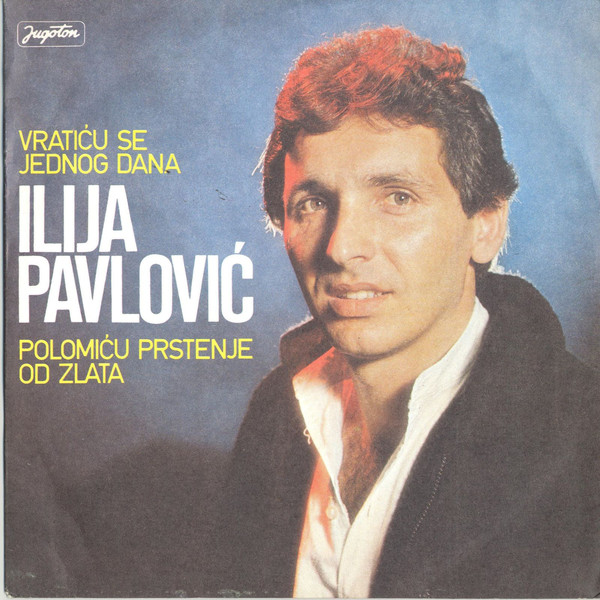 Jugoton
VRATIĆU SE
JEDNOG DANA
ILIJA
PAVLOVIĆ
POLOMIĆU PRSTENJE
OD ZLATA